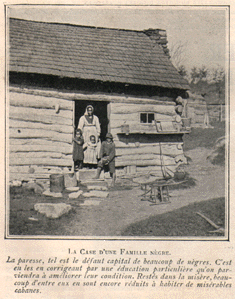 LA CASE D'UNE FAMILLE NÈGRE.
La paresse, tel est le défaut capital de beaucoup de nègres. C'est
en les en corrigeant par une éducation particulière qu'on par-
viendra à améliorer leur condition. Restés dans la misère, beau-
coup d'entre eux en sont encore réduits à habiter de misérables
cabanes.